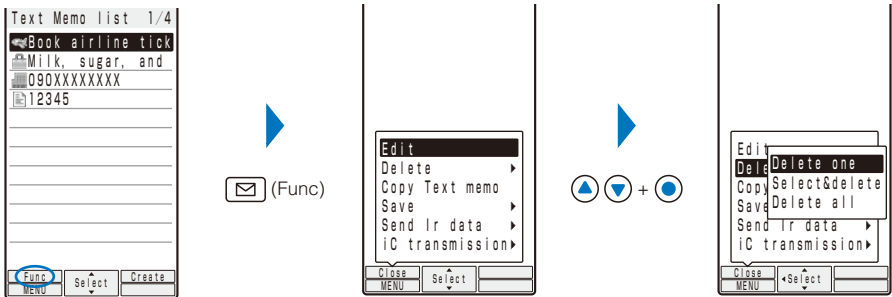 Text Memo list 1/4
Book airline tick
Milk, sugar, and
090XXXXXXXX
12345
Func
MENU
Select
Create
(Func)
Edit
Delete
Copy Text memo
Save
Send Ir data
iC transmission
Close
MENU
Select
+
Edit
Dele
Copy
Save
Send Ir data
iC transmission
Delete one
Select&delete
Delete all
Close
MENU
Select